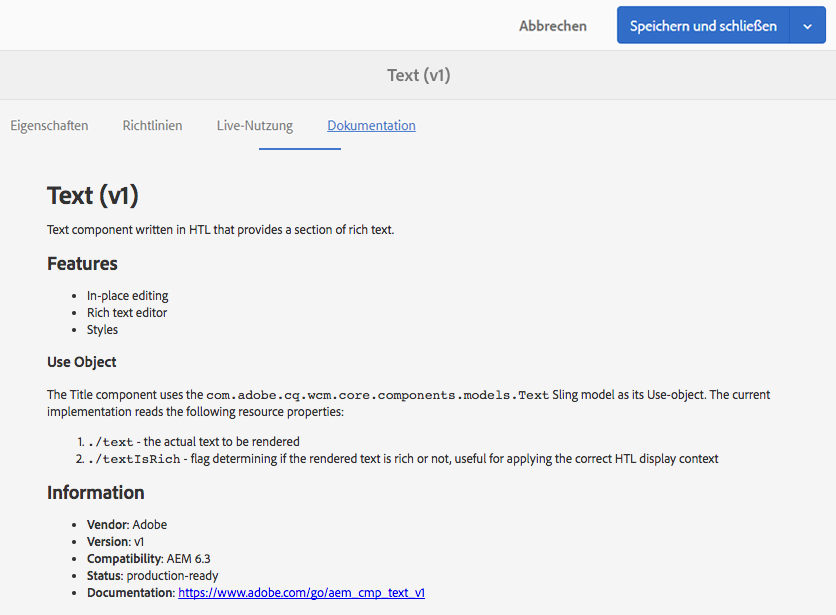 Abbrechen
Speichern und schließen
Text (v1)
Eigenschaften Richtlinien Live-Nutzung Dokumentation
Text (v1)
Text component written in HTL that provides a section of rich text.
Features
• In-place editing
• Rich text editor
• Styles
Use Object
The Title component uses the com.adobe.cq.wcm.core.components.models.Text Sling model as its Use-object. The current
implementation reads the following resource properties:
1. ./text - the actual text to be rendered
2. ./textIsRich - flag determining if the rendered text is rich or not, useful for applying the correct HTL display context
Information
• Vendor: Adobe
• Version: v1
• Compatibility: AEM 6.3
• Status: production-ready
• Documentation: https://www.adobe.com/go/aem_cmp_text_v1